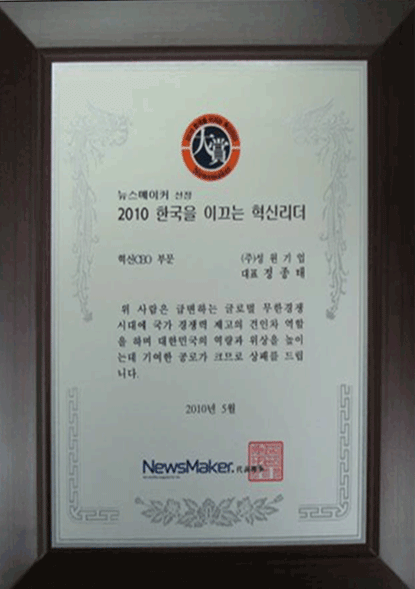 大賞
Newsmaker
뉴스메이커 선정
2010 한국을 이끄는 혁신리더
혁신CEO 부문
(주)성원기업
대표 정종태
위 사람은 급변하는 글로벌 무한경쟁
시대에 국가 경쟁력 제고의 견인차 역할
을 하며 대한민국의 역량과 위상을 높이
는데 기여한 공로가 크므로 상패를 드립
니다.
2010년 5월
NewsMaker.